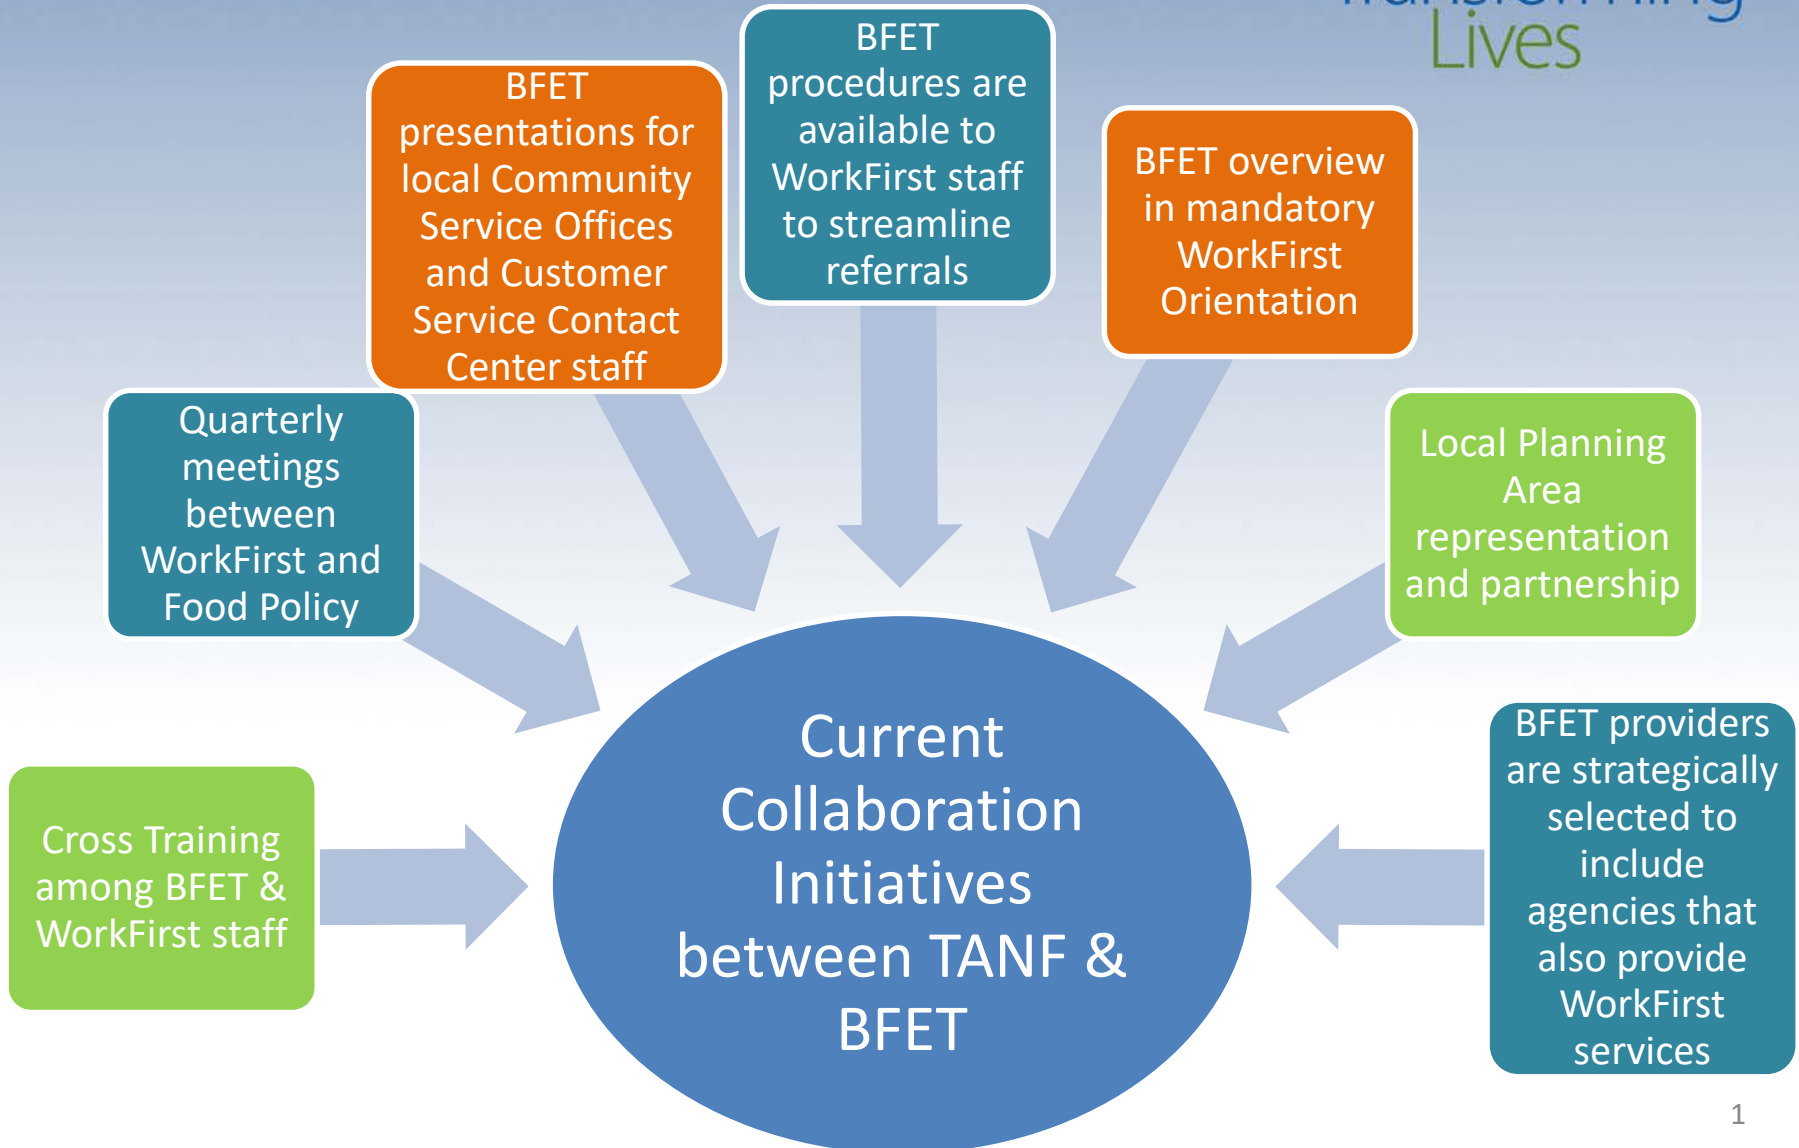 Transforming
Lives
BFET
presentations for
local Community
Service Offices
and Customer
Service Contact
Center staff
BFET
procedures are
available to
WorkFirst staff
to streamline
referrals
BFET overview
in mandatory
WorkFirst
Orientation
Quarterly
meetings
between
WorkFirst and
Food Policy
Local Planning
Area
representation
and partnership
Cross Training
among BFET &
WorkFirst staff
Current
Collaboration
Initiatives
between TANF &
BFET
BFET providers
are strategically
selected to
include
agencies that
also provide
WorkFirst
services
1